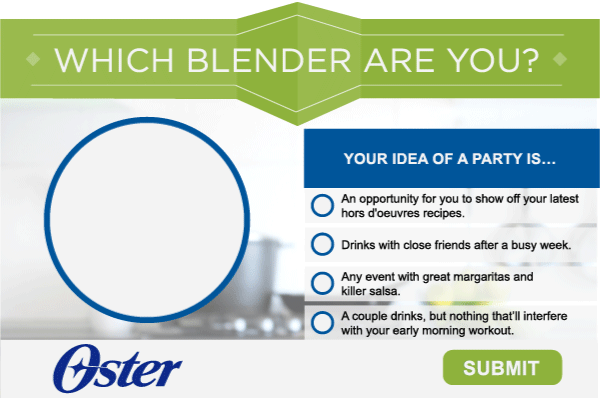 WHICH BLENDER ARE YOU?
YOUR IDEA OF A PARTY IS...
An opportunity for you to show off your latest
hors d'oeuvres recipes.
Drinks with close friends after a busy week.
Any event with great margaritas and
killer salsa.
A couple drinks, but nothing that'll interfere
with your early morning workout.
Oster
SUBMIT